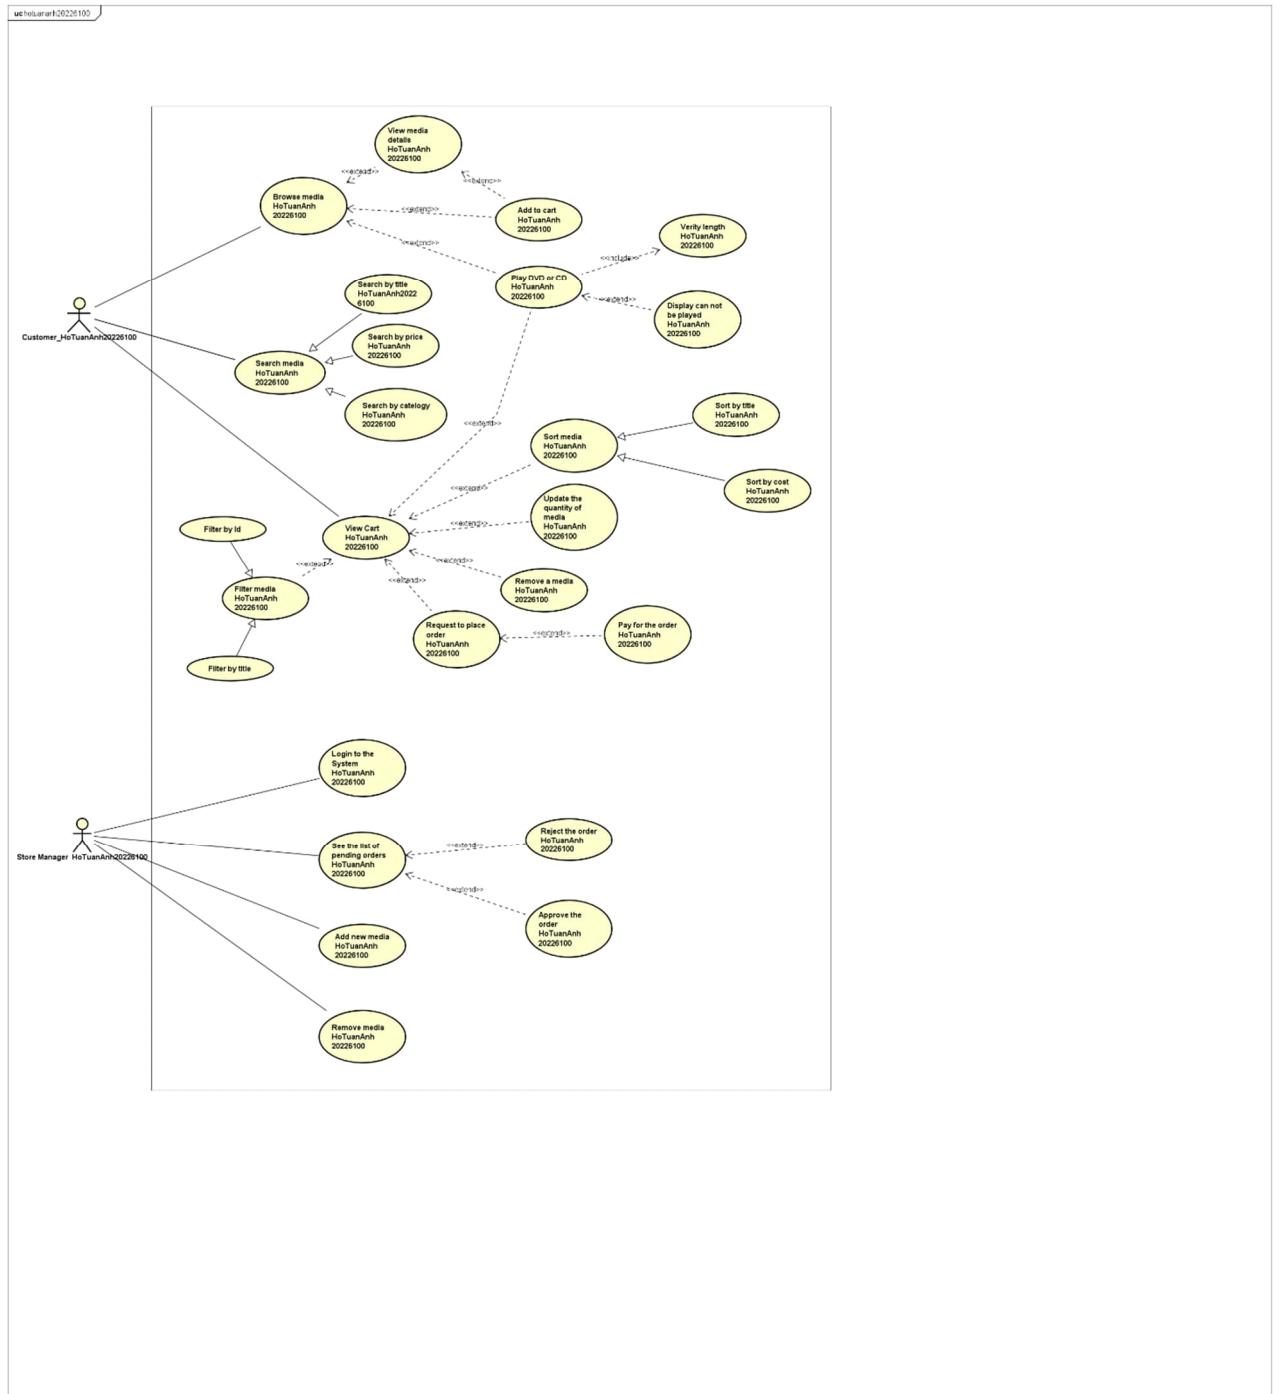 uc hotuananh20226100
View media
details
HoTuanAnh
20226100
<<extend>>
<<extend>>
Browse media
HoTuanAnh
20226100
<<extend>>
Add to cart
HoTuanAnh
20226100
Verity length
HoTuanAnh
20226100
<<extend>>
<<include>>
Play DVD or CD
HoTuanAnh
20226100
Search by title
HoTuanAnh2022
6100
<<extend>>
Display can not
be played
HoTuanAnh
20226100
Customer_HoTuanAnh20226100
Search by price
HoTuanAnh
20226100
Search media
HoTuanAnh
20226100
Search by catelogy
HoTuanAnh
20226100
Sort by title
HoTuanAnh
20226100
<<extend>>
Sort media
HoTuanAnh
20226100
Sort by cost
HoTuanAnh
20226100
<<extend>>
Update the
quantity of
media
HoTuanAnh
20226100
<<extend>>
Filter by Id
View Cart
HoTuanAnh
20226100
<<extend>>
<<extend>>
<<extend>>
Filter media
HoTuanAnh
20226100
Remove a media
HoTuanAnh
20226100
Request to place
order
HoTuanAnh
20226100
<<extend>>
Pay for the order
HoTuanAnh
20226100
Filter by title
Login to the
System
HoTuanAnh
20226100
Store Manager_HoTuanAnh20226100
See the list of
pending orders
HoTuanAnh
20226100
<<extend>>
Reject the order
HoTuanAnh
20226100
<<extend>>
Approve the
order
HoTuanAnh
20226100
Add new media
HoTuanAnh
20226100
Remove media
HoTuanAnh
20226100